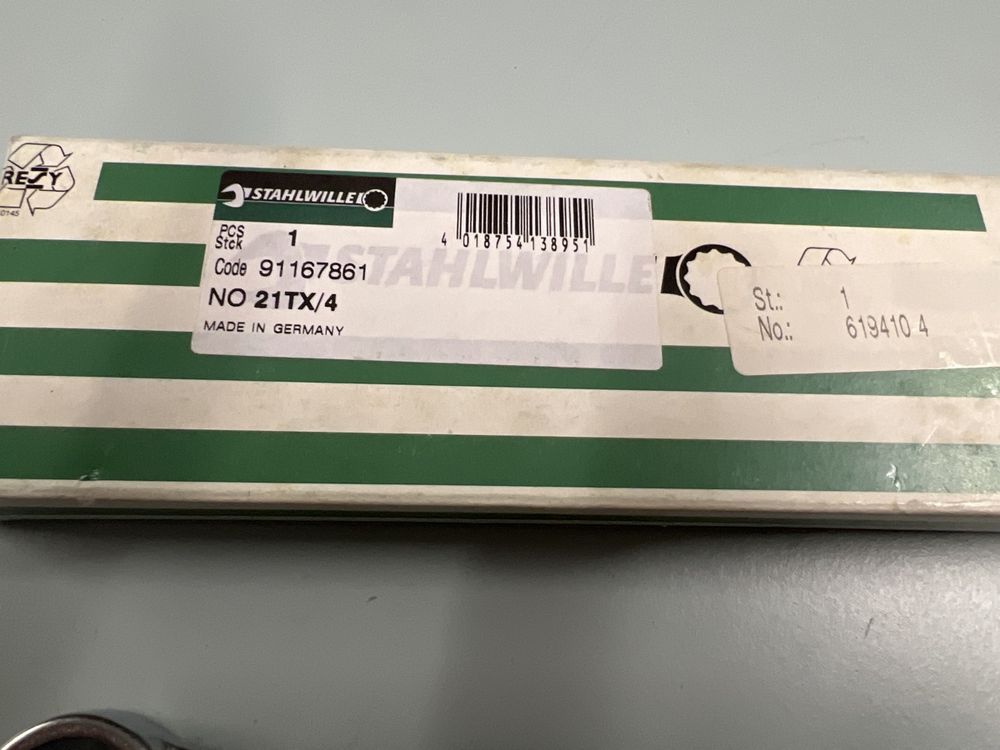 REZY
0145
STAHLWILLE
PCS
Stck 1
4 018754 138951
Code 91167861
NO 21TX/4
MADE IN GERMANY
STAHLWILLE
St.: 1
No.: 619410 4